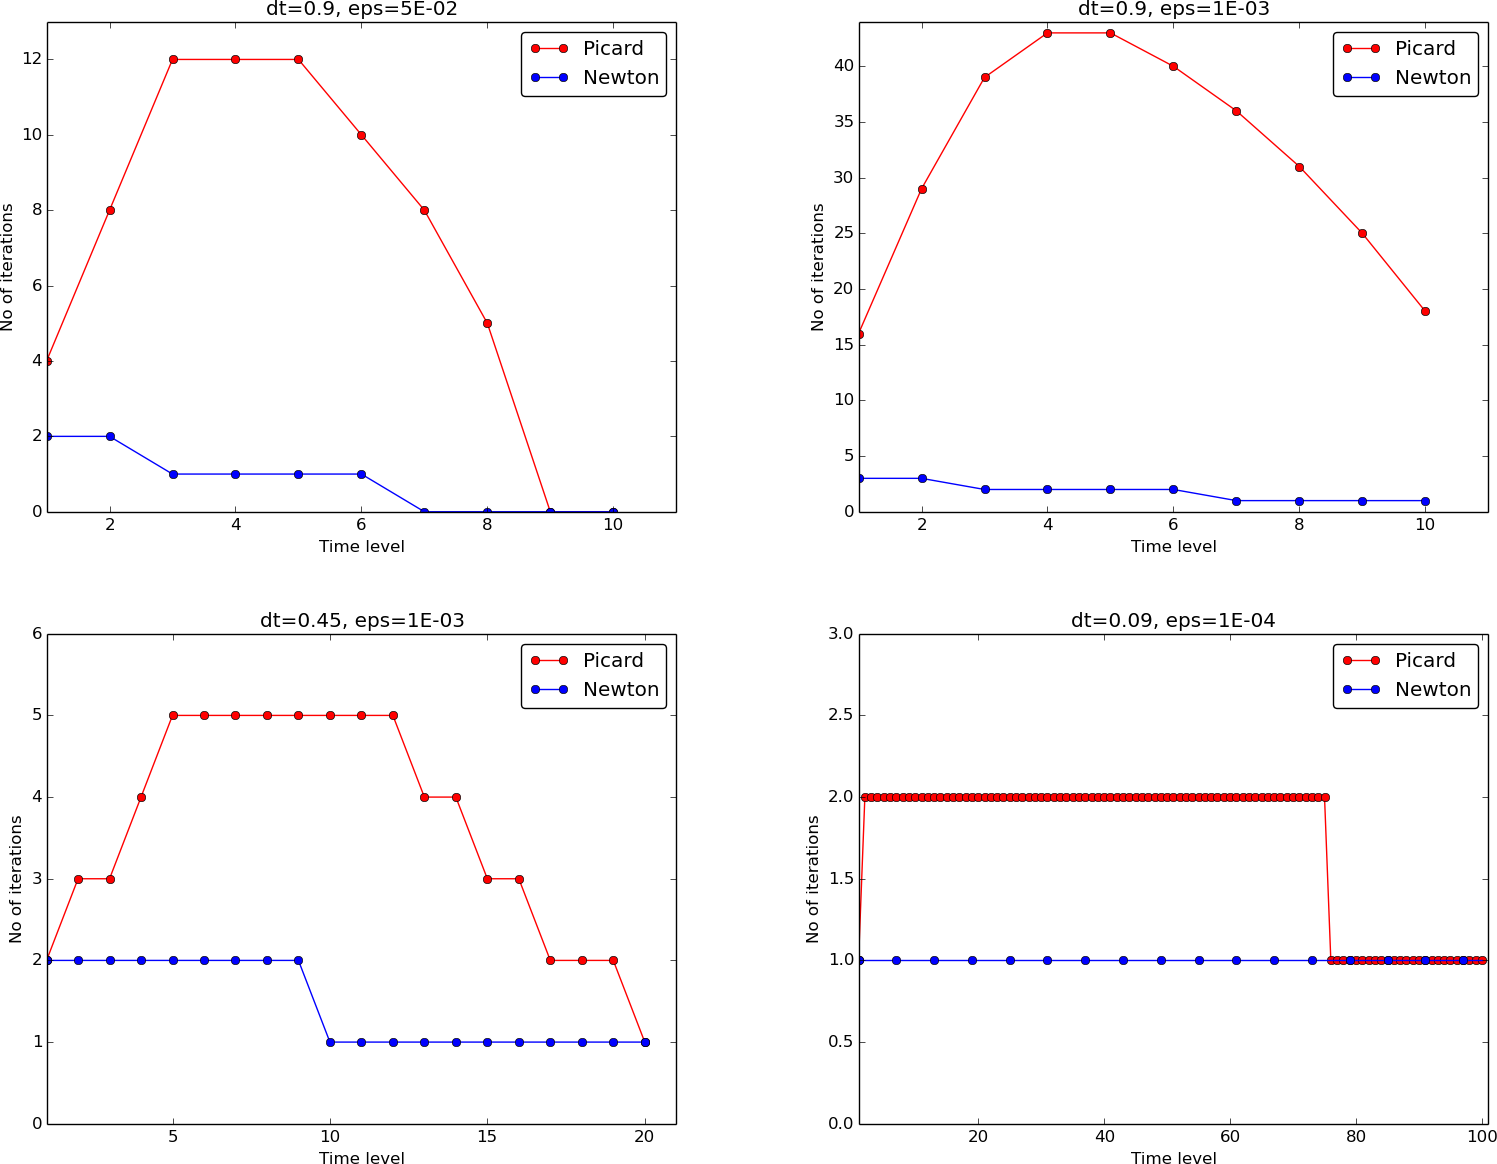 dt=0.9, eps=5E-02
Picard
Newton
12
10
8
6
4
2
0
No of iterations
2 4 6 8 10
Time level
dt=0.9, eps=1E-03
Picard
Newton
40
35
30
25
20
15
10
5
0
No of iterations
2 4 6 8 10
Time level
dt=0.45, eps=1E-03
Picard
Newton
6
5
4
3
2
1
0
No of iterations
5 10 15 20
Time level
dt=0.09, eps=1E-04
Picard
Newton
3.0
2.5
2.0
1.5
1.0
0.5
0.0
No of iterations
20 40 60 80 100
Time level